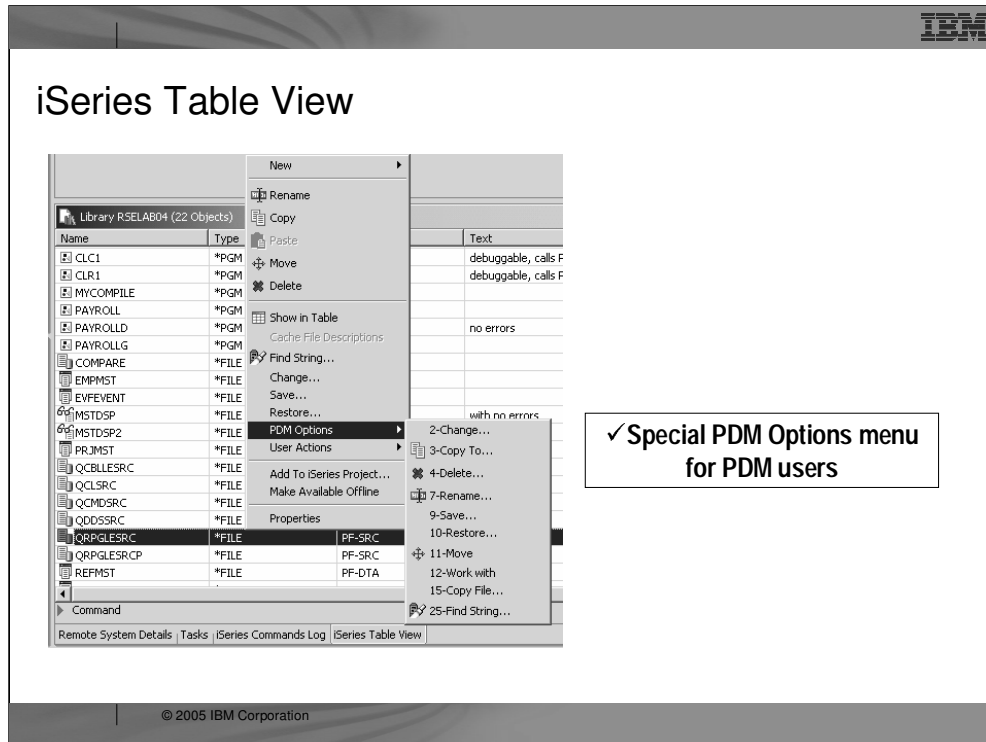 IBM
iSeries Table View
New
Rename
Copy
Paste
Move
Delete
Show in Table
Cache File Descriptions
Find String...
Change...
Save...
Restore...
PDM Options
User Actions
Add To iSeries Project...
Make Available Offline
Properties
Library RSELAB04 (22 Objects)
Name Type Text
CLC1 *PGM debuggable, calls
CLR1 *PGM debuggable, calls
MYCOMPILE *PGM
PAYROLL *PGM
PAYROLLD *PGM no errors
PAYROLLG *PGM
COMPARE *FILE
EMPMST *FILE
EVFEVENT *FILE
MSTDSP *FILE with no errors
MSTDSP2 *FILE
PRJMST *FILE
QCBLLESRC *FILE
QCLSRC *FILE
QCMDSRC *FILE
QDDSSRC *FILE
QRPGLESRC *FILE PF-SRC
QRPGLESRCP *FILE PF-SRC
REFMST *FILE PF-DTA
2-Change...
3-Copy To...
4-Delete...
7-Rename...
9-Save...
10-Restore...
11-Move
12-Work with
15-Copy File...
25-Find String...
Command
Remote System Details Tasks iSeries Commands Log iSeries Table View
✓Special PDM Options menu
for PDM users
© 2005 IBM Corporation